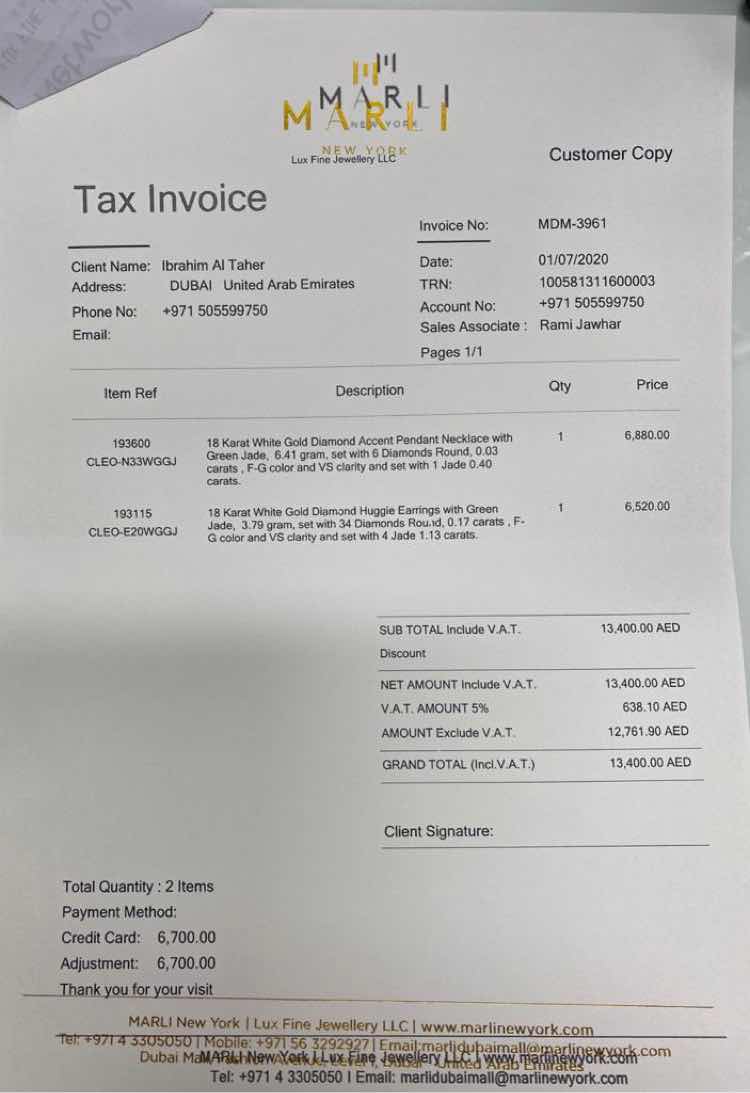 MARLI
NEW YORK
MARLI
NEW YORK
Lux Fine Jewellery LLC
Customer Copy
Tax Invoice
Invoice No: MDM-3961
Client Name: Ibrahim Al Taher
Date: 01/07/2020
Address: DUBAI United Arab Emirates
TRN: 100581311600003
Phone No: +971 505599750
Account No: +971 505599750
Email:
Sales Associate : Rami Jawhar
Pages 1/1
Item Ref Description Qty Price
193600
CLEO-N33WGGJ
18 Karat White Gold Diamond Accent Pendant Necklace with
Green Jade, 6.41 gram, set with 6 Diamonds Round, 0.03
carats , F-G color and VS clarity and set with 1 Jade 0.40
carats.
1 6,880.00
193115
CLEO-E20WGGJ
18 Karat White Gold Diamond Huggie Earrings with Green
Jade, 3.79 gram, set with 34 Diamonds Round, 0.17 carats , F-
G color and VS clarity and set with 4 Jade 1.13 carats.
1 6,520.00
SUB TOTAL Include V.A.T. 13,400.00 AED
Discount
NET AMOUNT Include V.A.T. 13,400.00 AED
V.A.T. AMOUNT 5% 638.10 AED
AMOUNT Exclude V.A.T. 12,761.90 AED
GRAND TOTAL (Incl.V.A.T.) 13,400.00 AED
Client Signature:
Total Quantity : 2 Items
Payment Method:
Credit Card: 6,700.00
Adjustment: 6,700.00
Thank you for your visit
MARLI New York | Lux Fine Jewellery LLC | www.marlinewyork.com
Tel: +971 4 3305050 | Mobile: +971 56 3292927 | Email:marlidubaimall@marlinewyork.com
Dubai Mall, Fashion Avenue, Dubai United Arab Emirates
MARLI New York | Lux Fine Jewellery LLC | www.marlinewyork.com
Tel: +971 4 3305050 I Email: marlidubaimall@marlinewyork.com